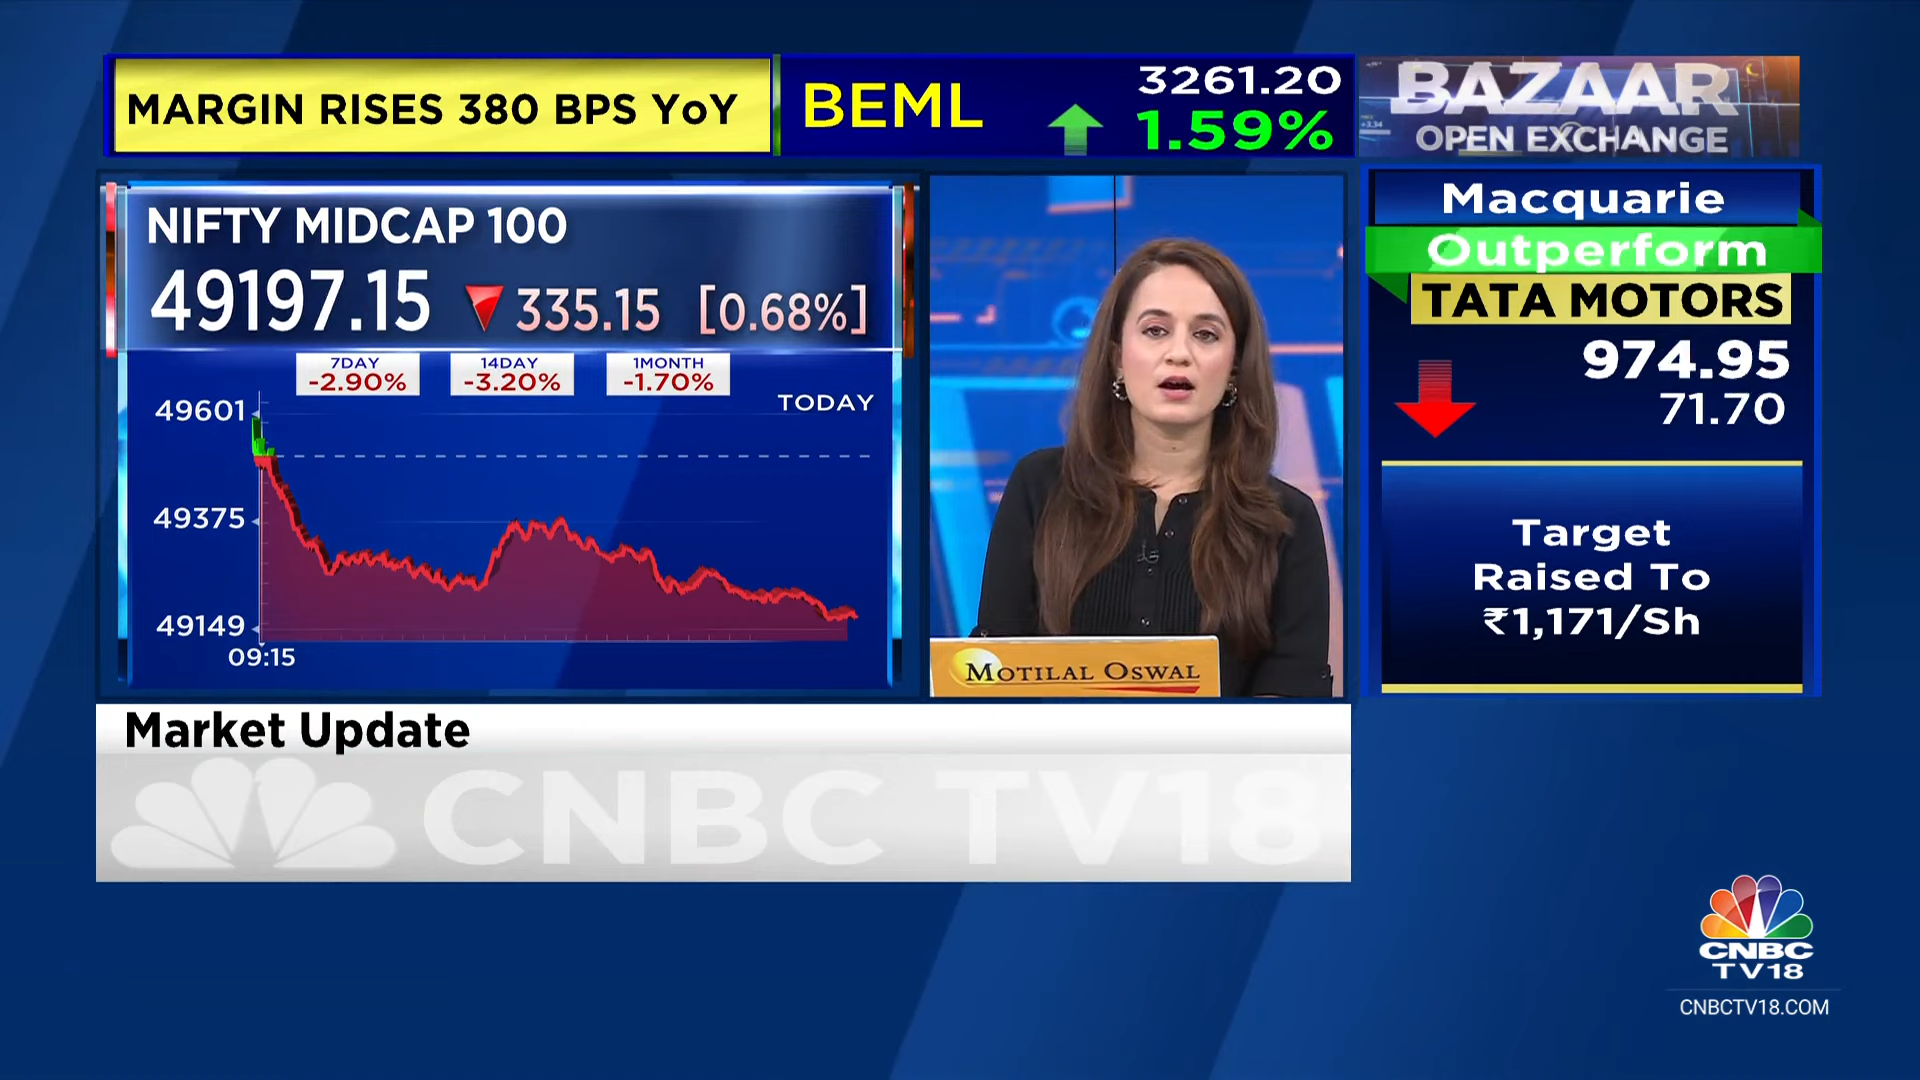 MARGIN RISES 380 BPS YoY
BEML
3261.20
1.59%
BAZAAR
OPEN EXCHANGE
NIFTY MIDCAP 100
49197.15 335.15 [0.68%]
7DAY
-2.90%
14DAY
-3.20%
1MONTH
-1.70%
TODAY
49601
49375
49149
09:15
MOTILAL OSWAL
Macquarie
Outperform
TATA MOTORS
974.95
71.70
Target
Raised To
₹1,171/Sh
Market Update
CNBC TV18
CNBC
TV18
CNBCTV18.COM